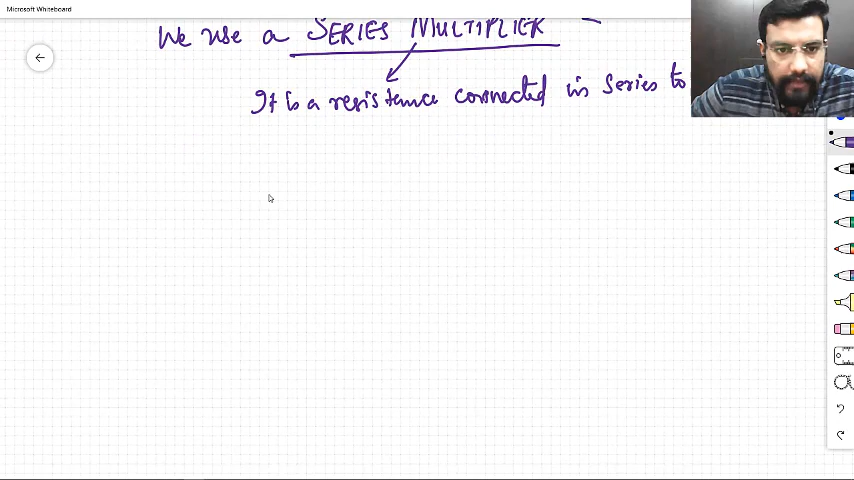 Microsoft Whiteboard
We use a SERIES MULTIPLIER -
It is a resistance connected in series to